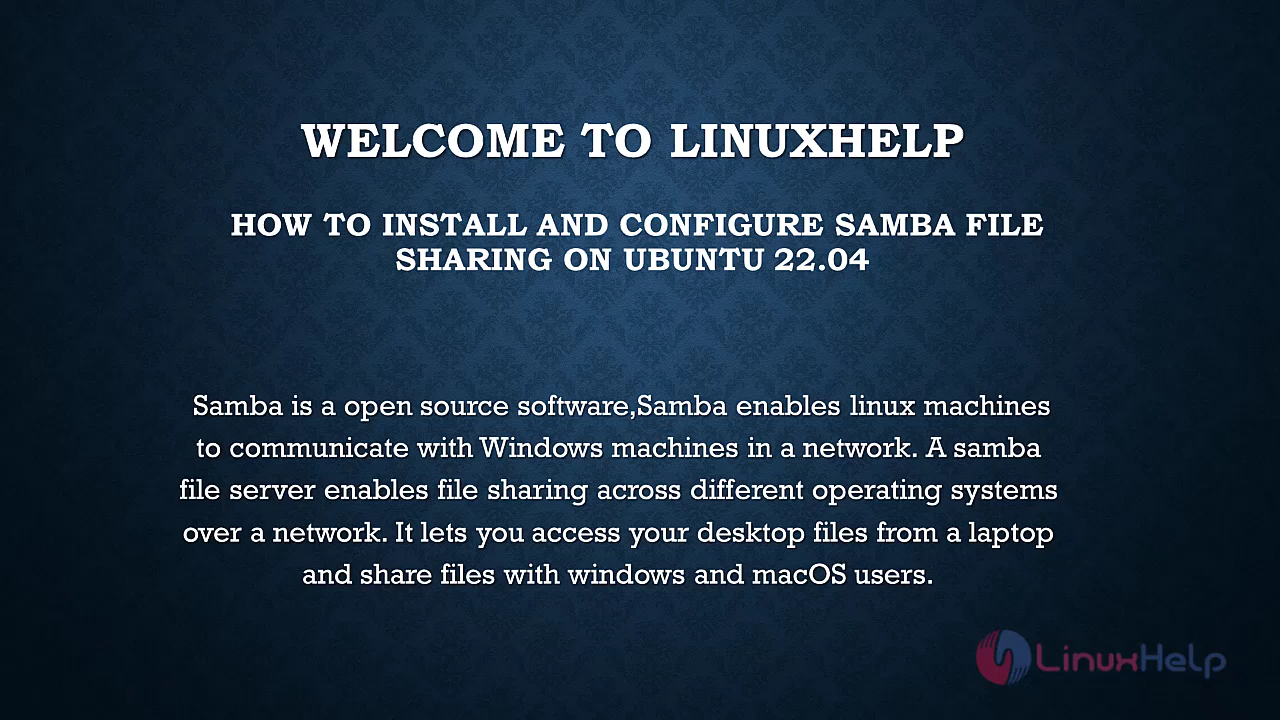 WELCOME TO LINUXHELP
HOW TO INSTALL AND CONFIGURE SAMBA FILE
SHARING ON UBUNTU 22.04
Samba is a open source software,Samba enables linux machines
to communicate with Windows machines in a network. A samba
file server enables file sharing across different operating systems
over a network. It lets you access your desktop files from a laptop
and share files with windows and macOS users.
LinuxHelp